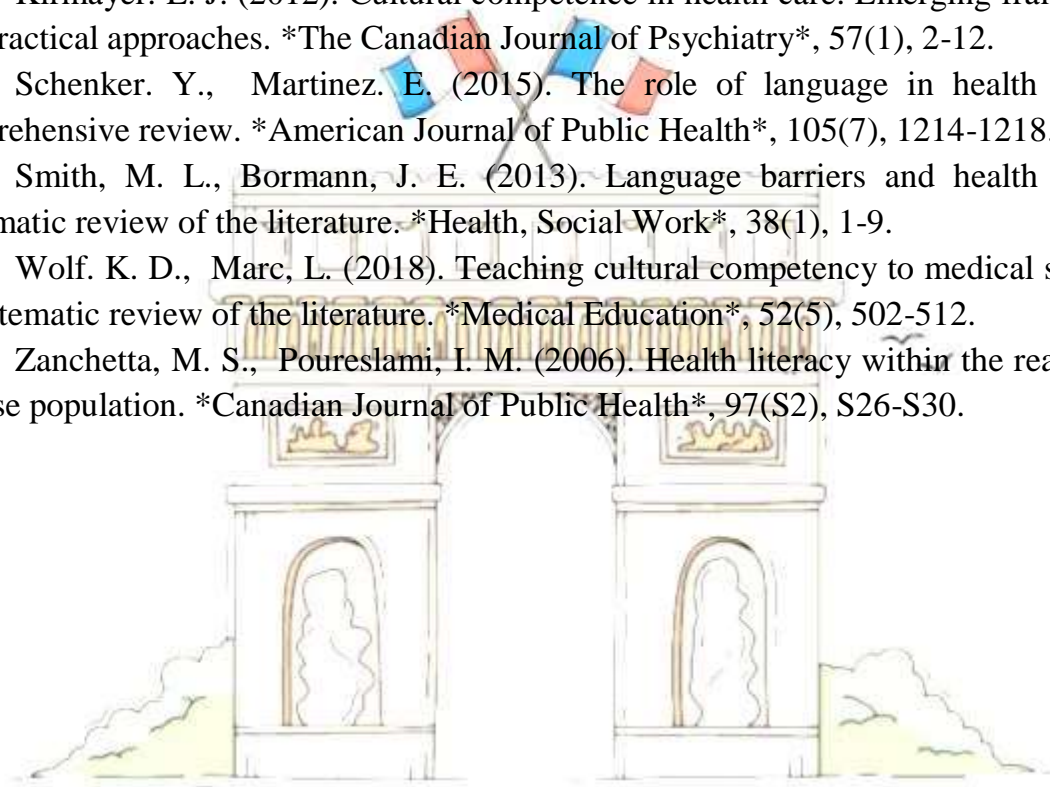 Kirmayer. L. J. (2012). Cultural competence in health care: Emerging
ractical approaches. *The Canadian Journal of Psychiatry*, 57(1), 2-12.
Schenker. Y., Martinez. E. (2015). The role of language in health
rehensive review. *American Journal of Public Health*, 105(7), 1214-1218.
Smith, M. L., Bormann, J. E. (2013). Language barriers and health
matic review of the literature. *Health, Social Work*, 38(1), 1-9.
Wolf. K. D., Marc, L. (2018). Teaching cultural competency to medical s
tematic review of the literature. *Medical Education*, 52(5), 502-512.
Zanchetta, M. S., Poureslami, I. M. (2006). Health literacy within the rea
se population. *Canadian Journal of Public Health*, 97(S2), S26-S30.